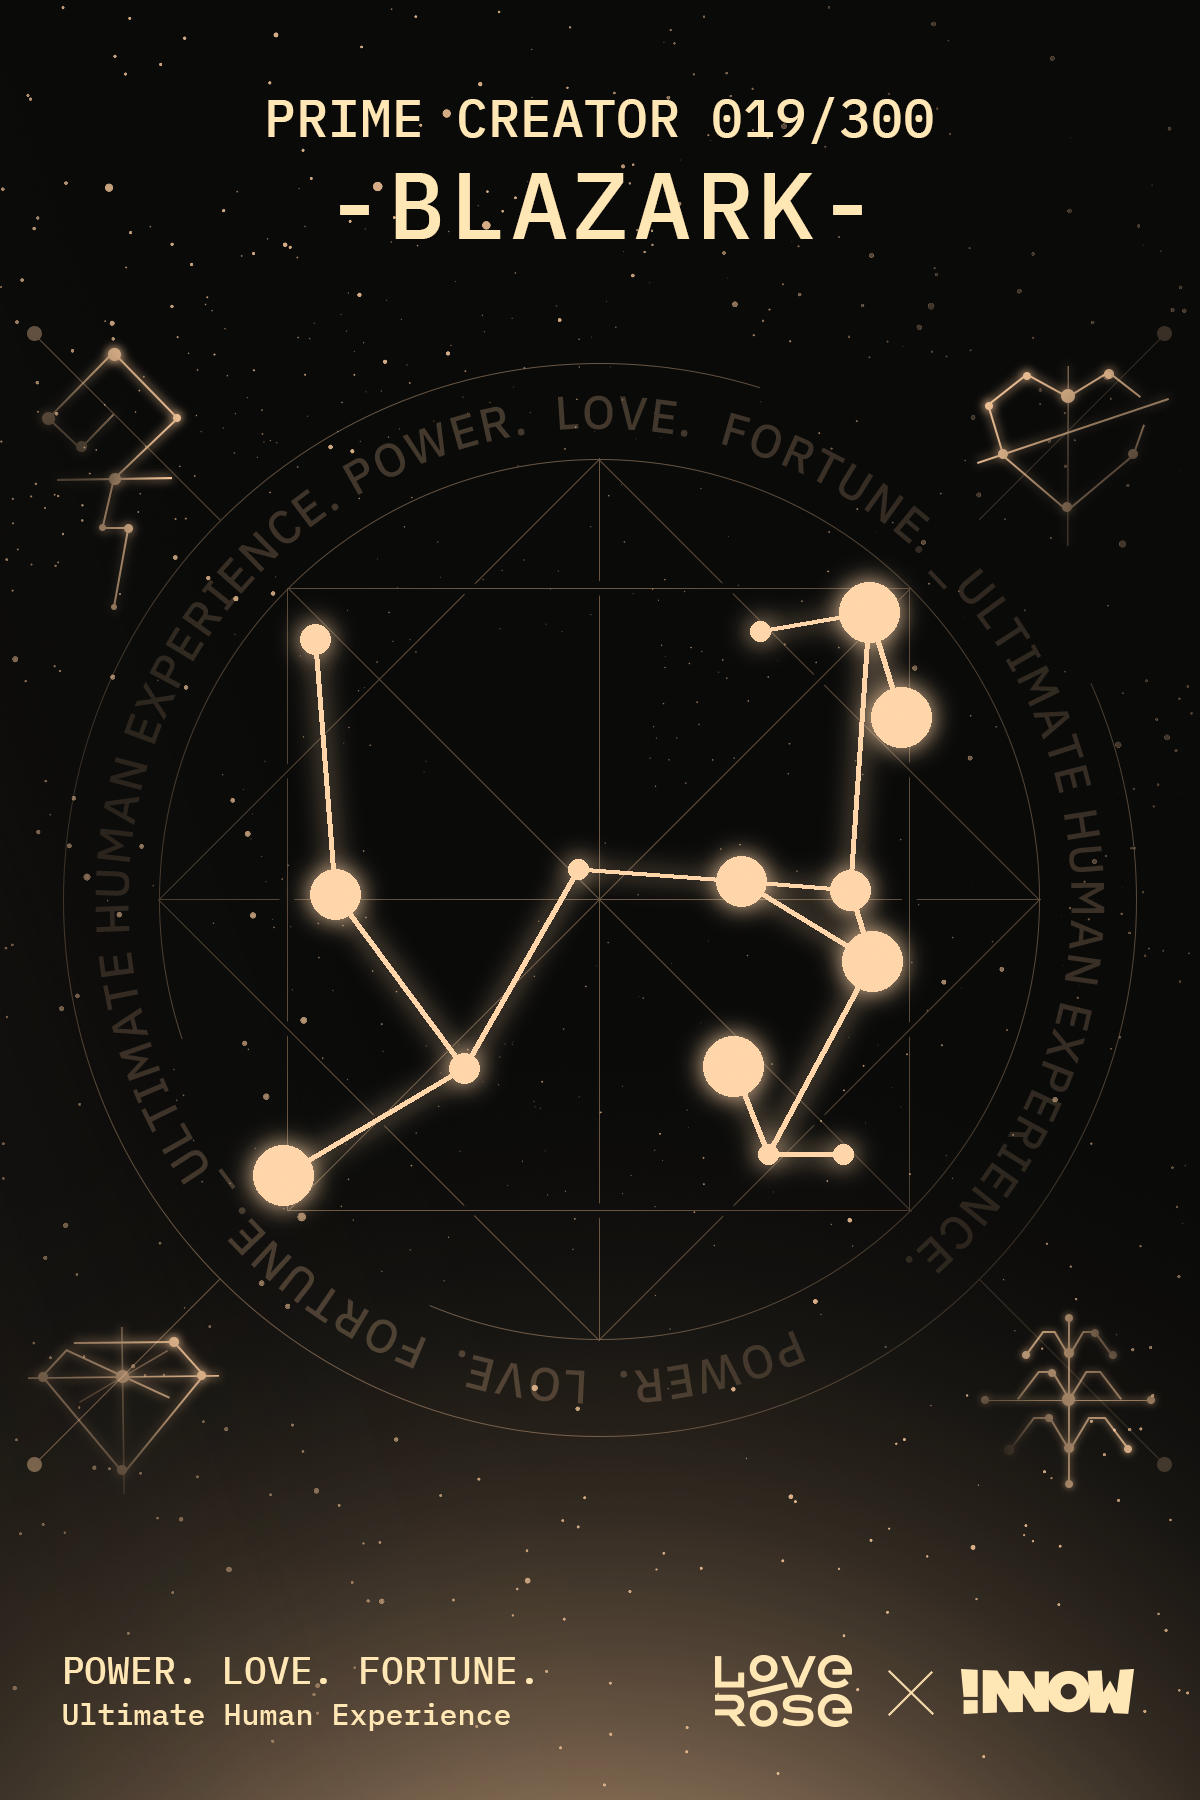 PRIME CREATOR 019/300
-BLAZARK-
POWER. LOVE. FORTUNE. – ULTIMATE HUMAN EXPERIENCE.
POWER. LOVE. FORTUNE. – ULTIMATE HUMAN EXPERIENCE.
POWER. LOVE. FORTUNE.
Ultimate Human Experience
LOVE
ROSE
!NNOW